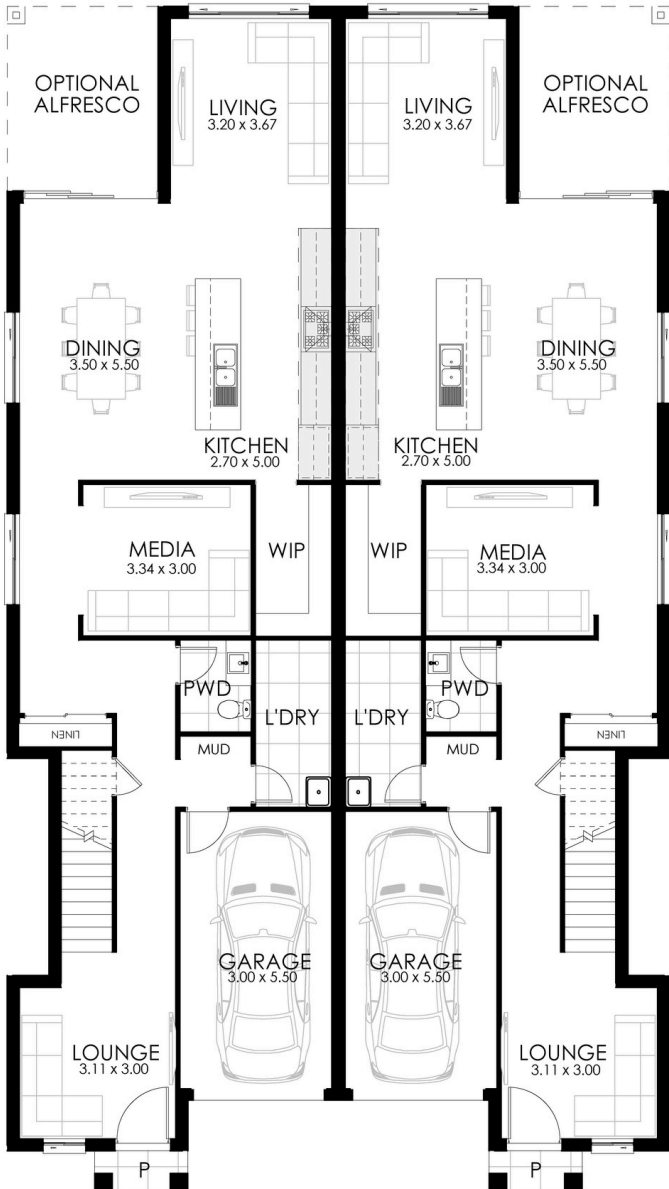 OPTIONAL
ALFRESCO
LIVING
3.20 x 3.67
LIVING
3.20 x 3.67
OPTIONAL
ALFRESCO
DINING
3.50 x 5.50
KITCHEN
2.70 x 5.00
KITCHEN
2.70 x 5.00
DINING
3.50 x 5.50
MEDIA
3.34 x 3.00
WIP
WIP
MEDIA
3.34 x 3.00
PWD
L'DRY
L'DRY
PWD
LINEN
MUD
MUD
LINEN
GARAGE
3.00 x 5.50
GARAGE
3.00 x 5.50
LOUNGE
3.11 x 3.00
LOUNGE
3.11 x 3.00
P
P